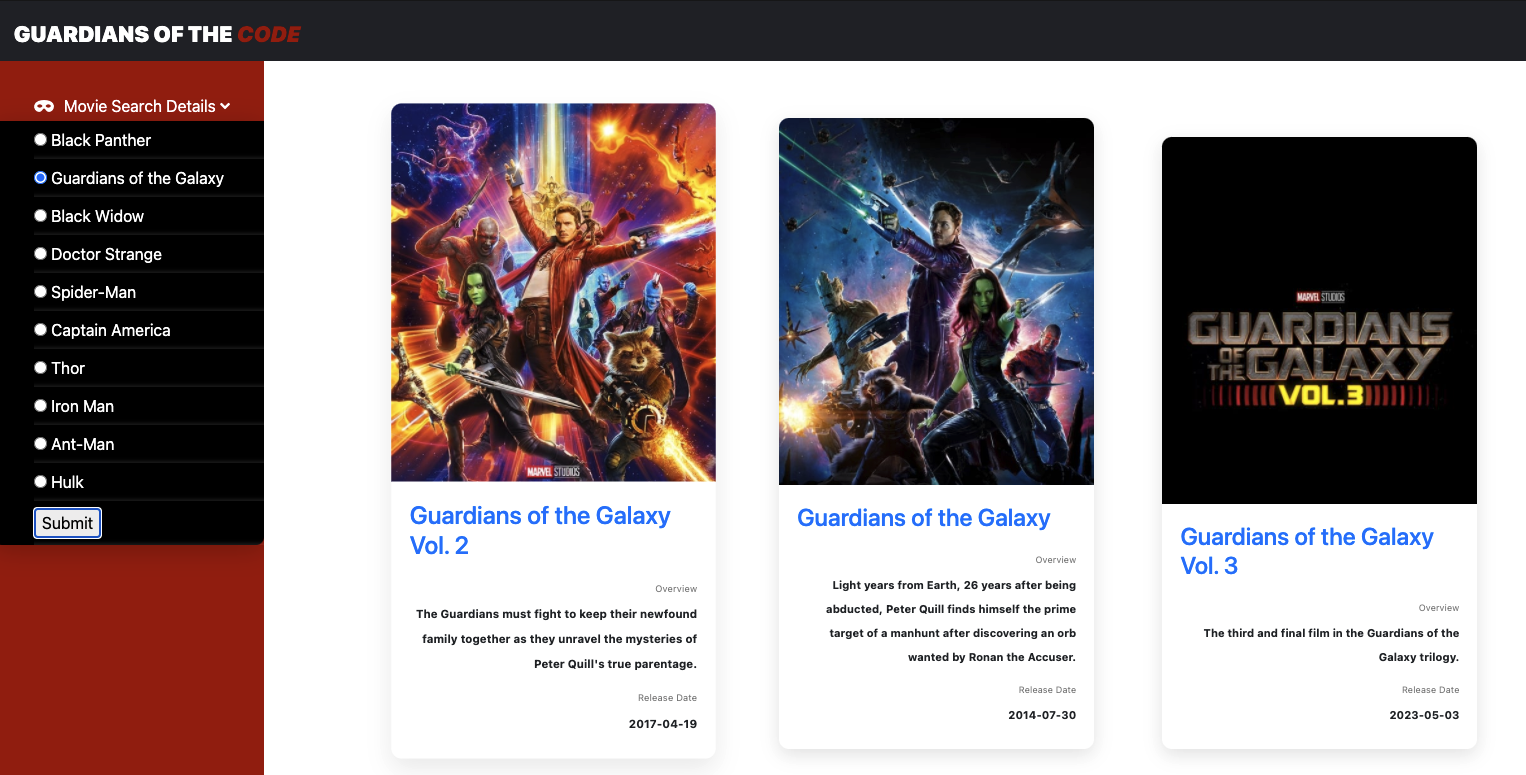 GUARDIANS OF THE CODE
Movie Search Details
Black Panther
Guardians of the Galaxy
Black Widow
Doctor Strange
Spider-Man
Captain America
Thor
Iron Man
Ant-Man
Hulk
Submit
MARVEL STUDIOS
Guardians of the Galaxy
Vol. 2
Overview
The Guardians must fight to keep their newfound
family together as they unravel the mysteries of
Peter Quill's true parentage.
Release Date
2017-04-19
Guardians of the Galaxy
Overview
Light years from Earth, 26 years after being
abducted, Peter Quill finds himself the prime
target of a manhunt after discovering an orb
wanted by Ronan the Accuser.
Release Date
2014-07-30
MARVEL STUDIOS
GUARDIANS
OF THE GALAXY
VOL.3
Guardians of the Galaxy
Vol. 3
Overview
The third and final film in the Guardians of the
Galaxy trilogy.
Release Date
2023-05-03